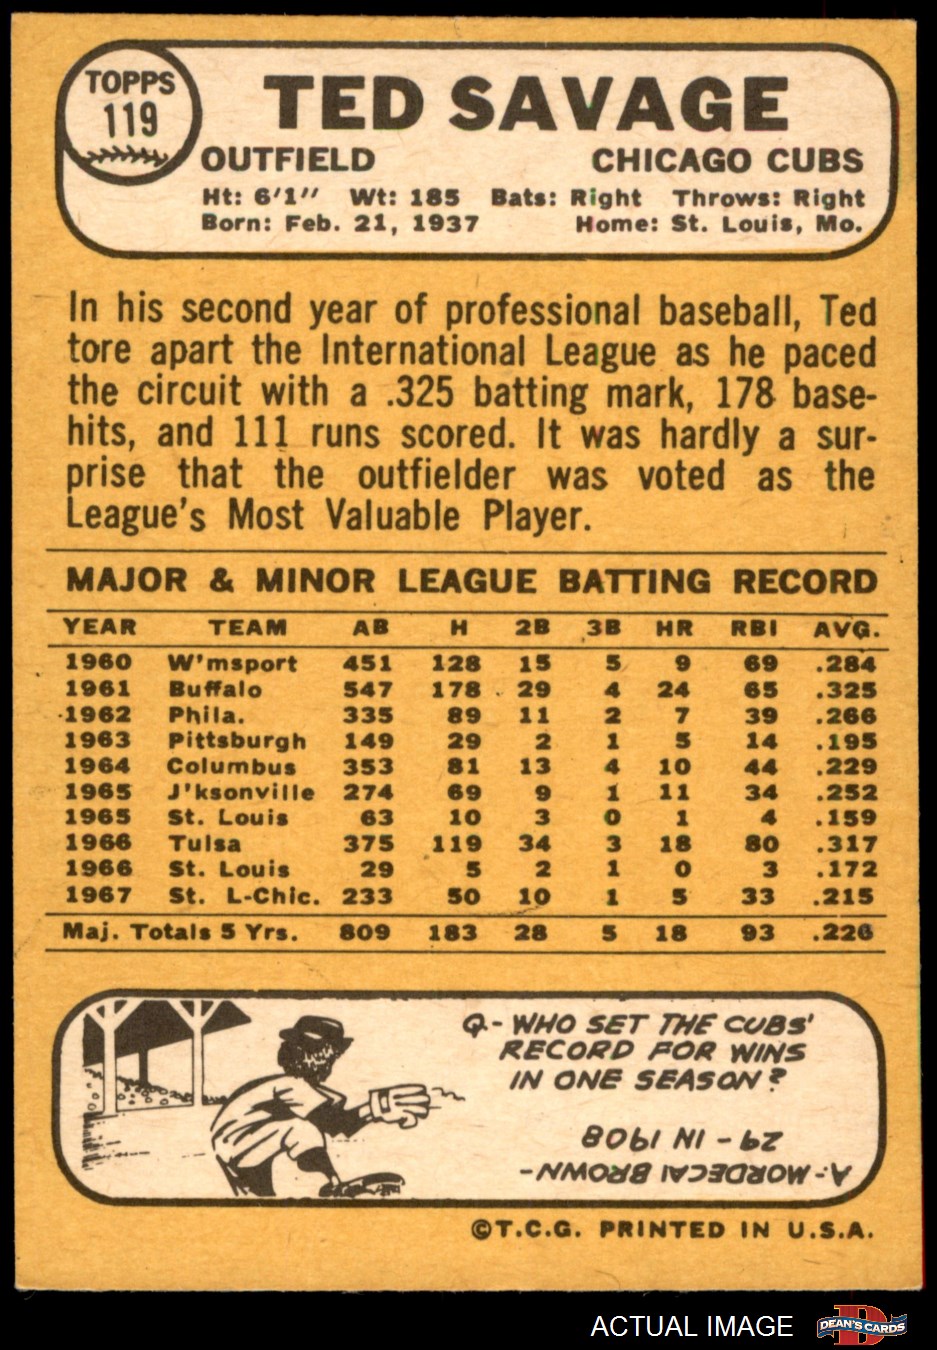 TOPPS
119
TED SAVAGE
OUTFIELD CHICAGO CUBS
Ht: 6'1" Wt: 185 Bats: Right Throws: Right
Born: Feb. 21, 1937 Home: St. Louis, Mo.
In his second year of professional baseball, Ted
tore apart the International League as he paced
the circuit with a .325 batting mark, 178 base-
hits, and 111 runs scored. It was hardly a sur-
prise that the outfielder was voted as the
League's Most Valuable Player.
MAJOR & MINOR LEAGUE BATTING RECORD
YEAR TEAM AB H 2B 3B HR RBI AVG.
1960 W'msport 451 128 15 5 9 69 .284
1961 Buffalo 547 178 29 4 24 65 .325
1962 Phila. 335 89 11 2 7 39 .266
1963 Pittsburgh 149 29 2 1 5 14 .195
1964 Columbus 353 81 13 4 10 44 .229
1965 J'ksonville 274 69 9 1 11 34 .252
1965 St. Louis 63 10 3 0 1 4 .159
1966 Tulsa 375 119 34 3 18 80 .317
1966 St. Louis 29 5 2 1 0 3 .172
1967 St. L-Chic. 233 50 10 1 5 33 .215
Maj. Totals 5 Yrs. 809 183 28 5 18 93 .226
Q.- WHO SET THE CUBS'
RECORD FOR WINS
IN ONE SEASON?
A.- MORDECAI BROWN-
29 - IN 1908
©T.C.G. PRINTED IN U.S.A.
ACTUAL IMAGE
DEAN'S CARDS